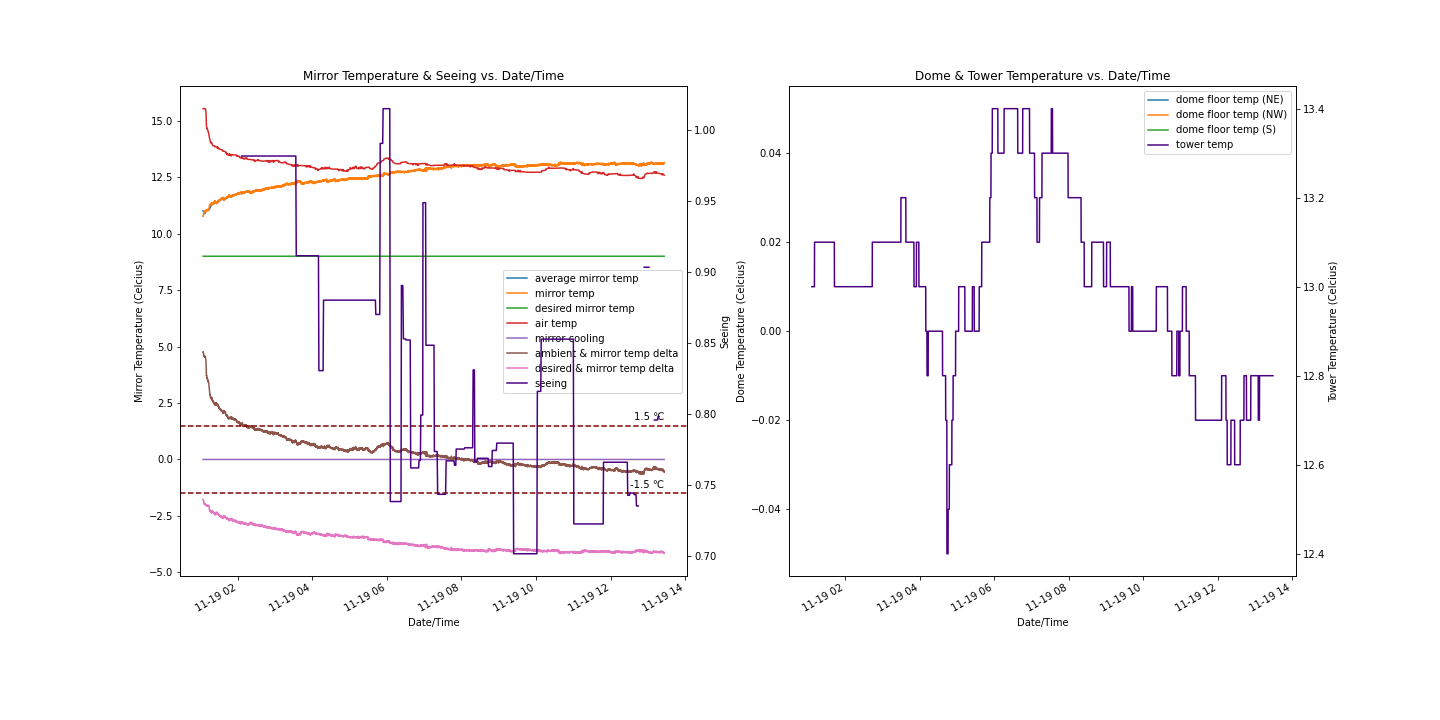 Mirror Temperature & Seeing vs. Date/Time
Mirror Temperature (Celcius)
15.0
12.5
10.0
7.5
5.0
2.5
0.0
−2.5
−5.0
average mirror temp
mirror temp
desired mirror temp
air temp
mirror cooling
ambient & mirror temp delta
desired & mirror temp delta
seeing
1.5 ℃
-1.5 ℃
1.00
0.95
0.90
0.85
0.80
0.75
0.70
Seeing
11-19 02
11-19 04
11-19 06
11-19 08
11-19 10
11-19 12
11-19 14
Date/Time
Dome & Tower Temperature vs. Date/Time
Dome Temperature (Celcius)
0.04
0.02
0.00
−0.02
−0.04
dome floor temp (NE)
dome floor temp (NW)
dome floor temp (S)
tower temp
13.4
13.2
13.0
12.8
12.6
12.4
Tower Temperature (Celcius)
11-19 02
11-19 04
11-19 06
11-19 08
11-19 10
11-19 12
11-19 14
Date/Time